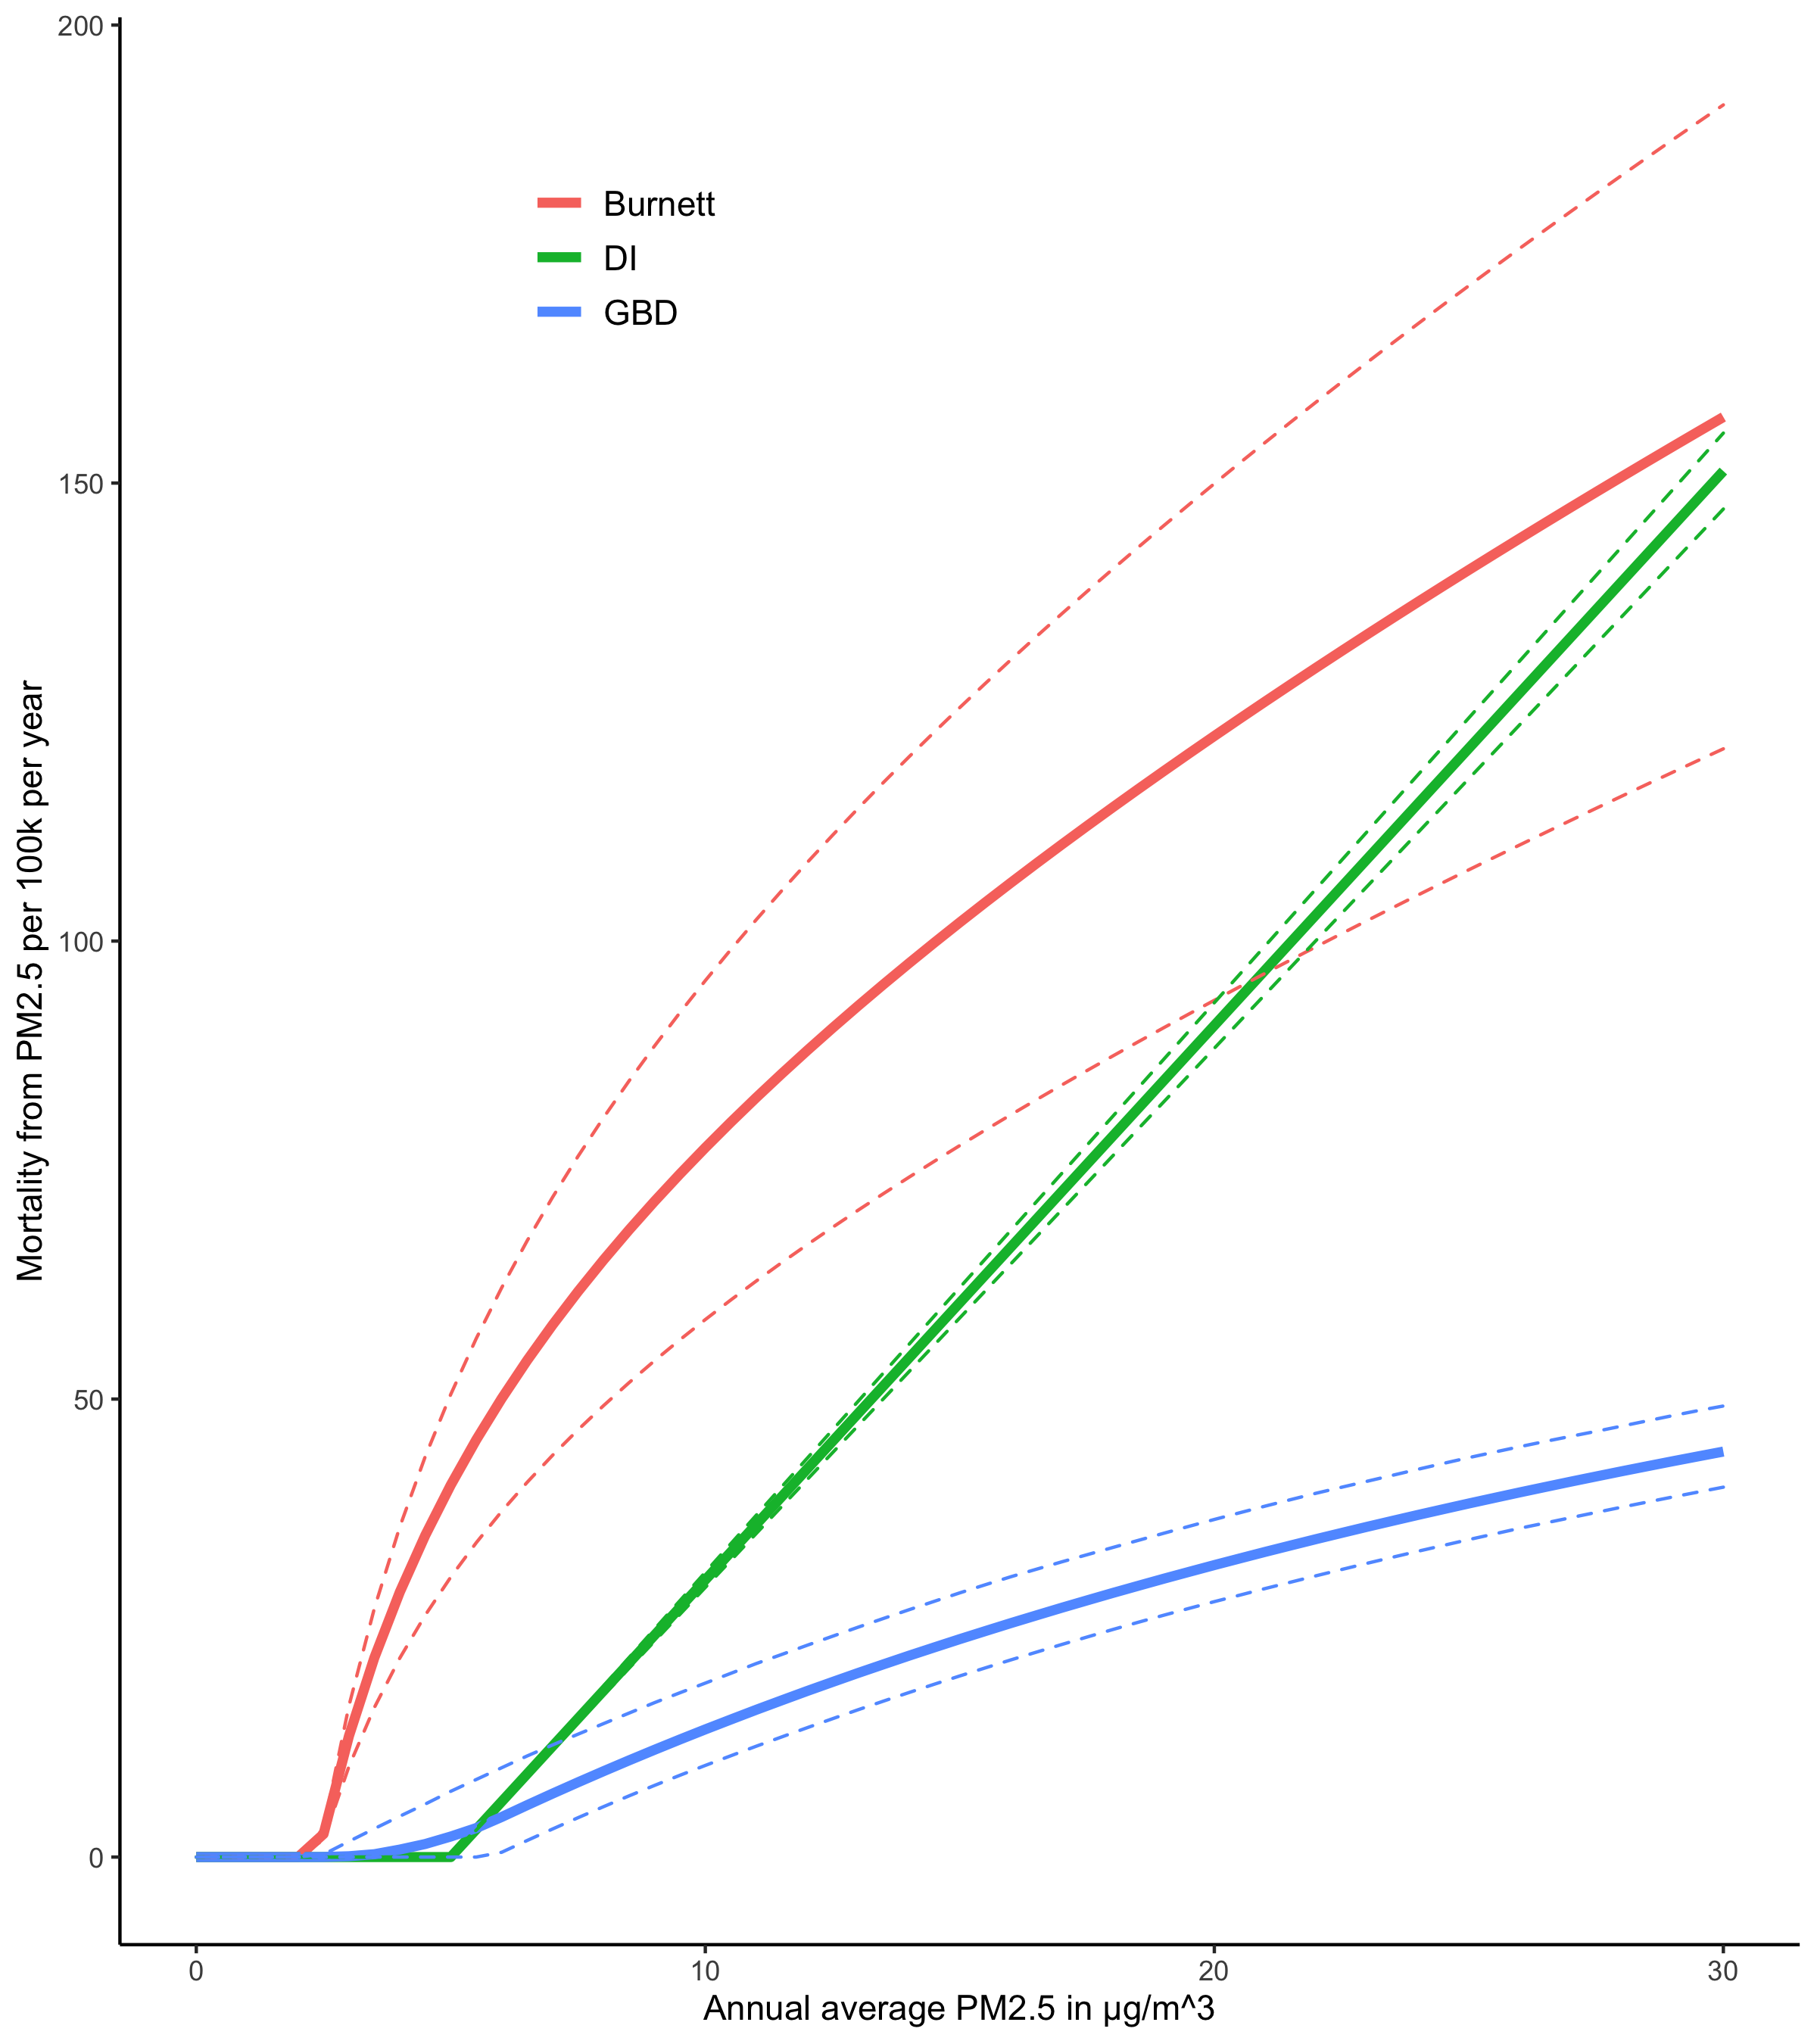 200
150
100
50
0
Mortality from PM2.5 per 100k per year
Burnett
DI
GBD
0 10 20 30
Annual average PM2.5 in µg/m^3